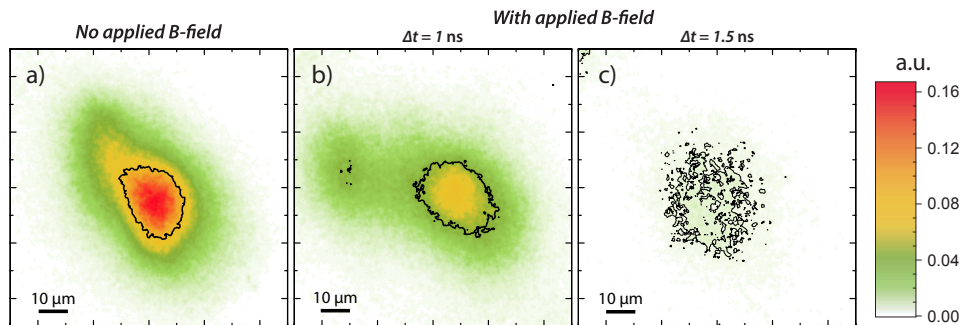 No applied B-field
With applied B-field
Δt = 1 ns
Δt = 1.5 ns
a)
b)
c)
10 µm
10 µm
10 µm
a.u.
0.16
0.12
0.08
0.04
0.00